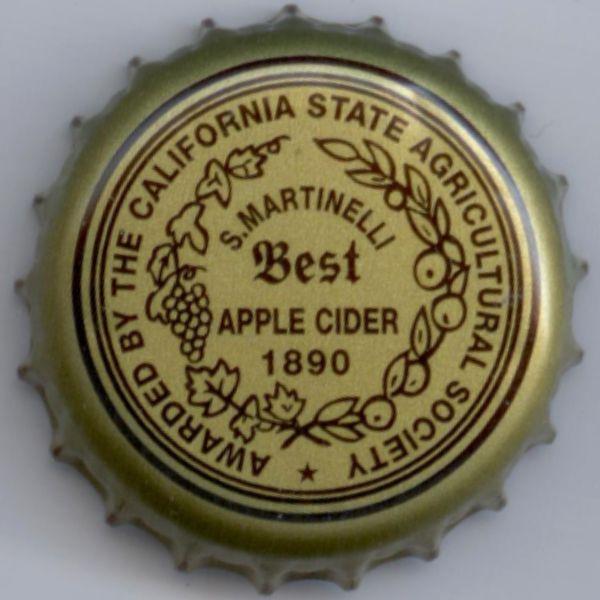 AWARDED BY THE CALIFORNIA STATE AGRICULTURAL SOCIETY
S.MARTINELLI
Best
APPLE CIDER
1890